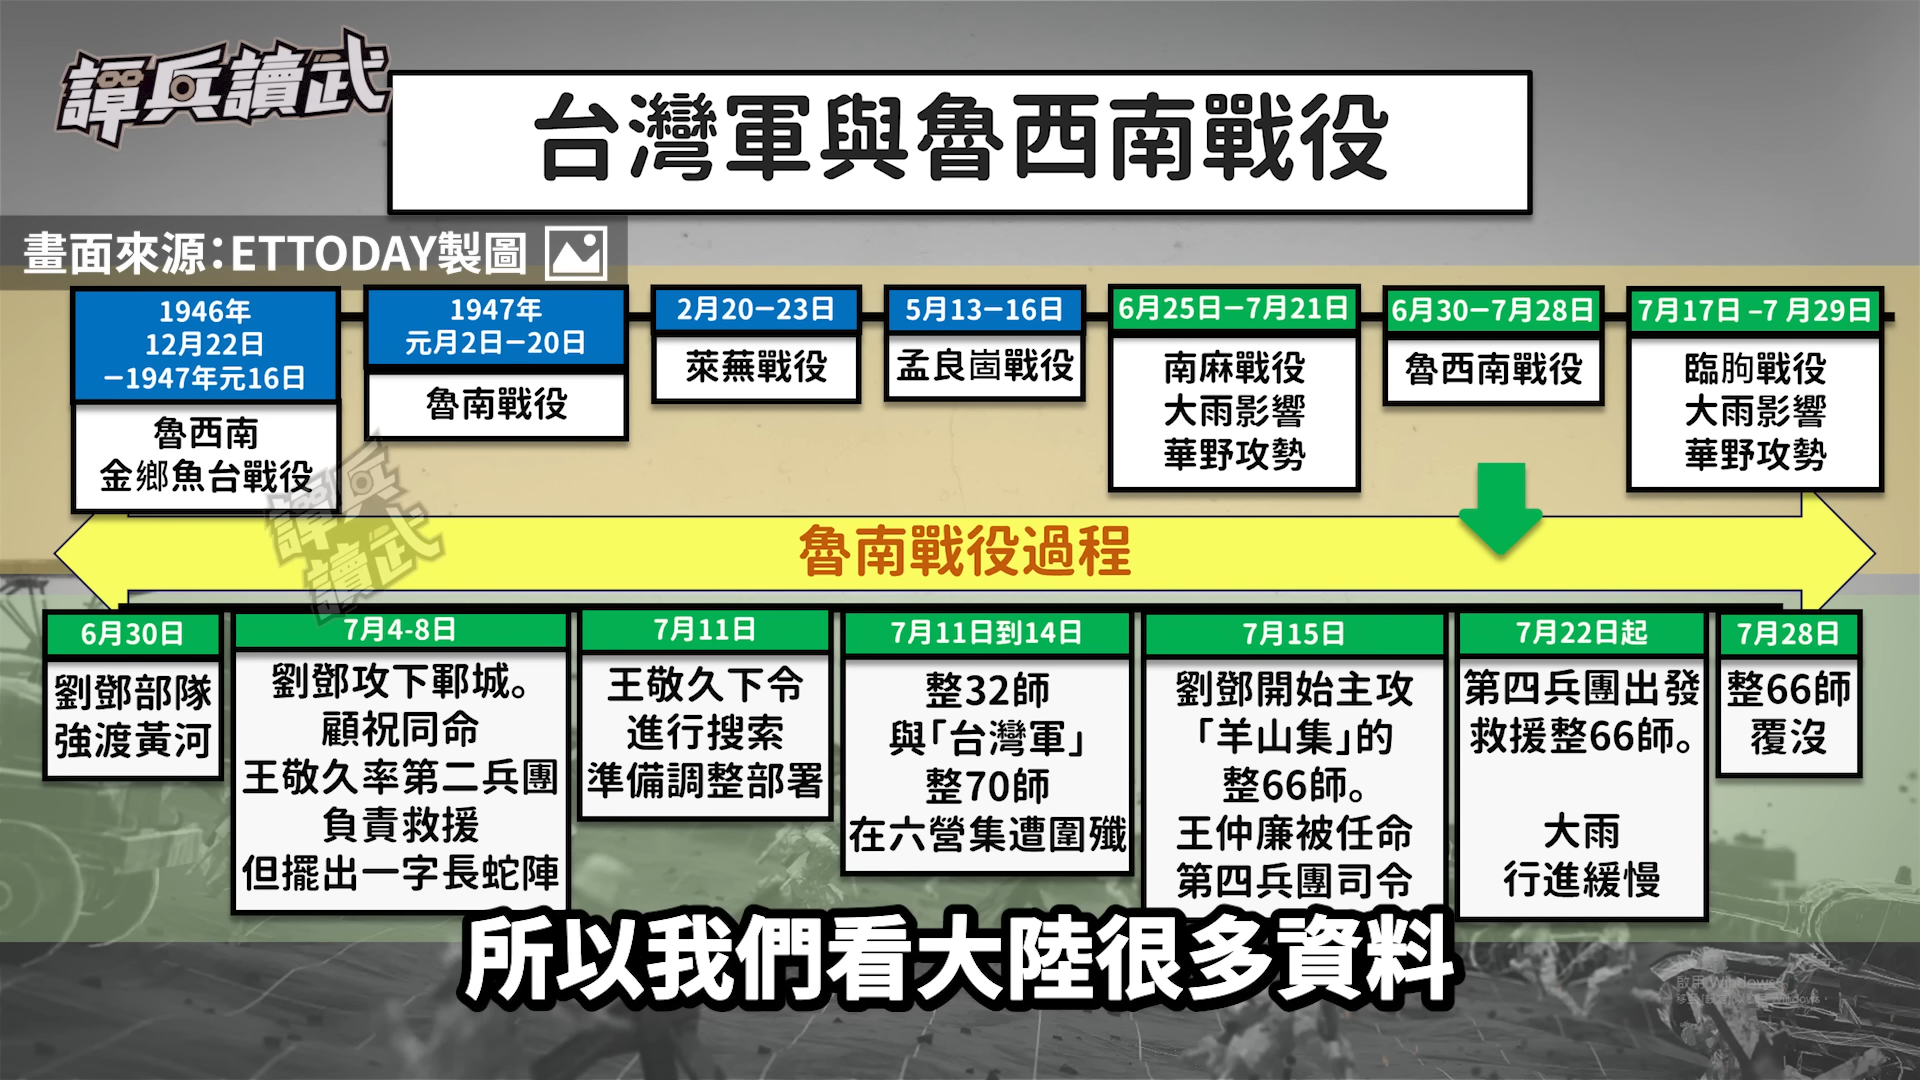 譚兵讀武
台灣軍與魯西南戰役
畫面來源：ETTODAY製圖
1946年
12月22日
–1947年元16日
魯西南
金鄉魚台戰役
1947年
元月2日–20日
魯南戰役
2月20–23日
萊蕪戰役
5月13–16日
孟良崮戰役
6月25日–7月21日
南麻戰役
大雨影響
華野攻勢
6月30–7月28日
魯西南戰役
7月17日 –7 月29日
臨朐戰役
大雨影響
華野攻勢
譚兵
讀武
魯南戰役過程
6月30日
劉鄧部隊
強渡黃河
7月4-8日
劉鄧攻下鄆城。
顧祝同命
王敬久率第二兵團
負責救援
但擺出一字長蛇陣
7月11日
王敬久下令
進行搜索
準備調整部署
7月11日到14日
整32師
與「台灣軍」
整70師
在六營集遭圍殲
7月15日
劉鄧開始主攻
「羊山集」的
整66師。
王仲廉被任命
第四兵團司令
7月22日起
第四兵團出發
救援整66師。
大雨
行進緩慢
7月28日
整66師
覆沒
所以我們看大陸很多資料
啟用 Windows